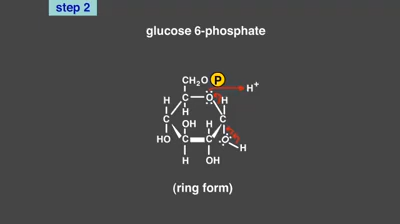 step 2
glucose 6-phosphate
CH2O P
C O H+
H H H
C OH H C
HO C C O H
H OH
(ring form)